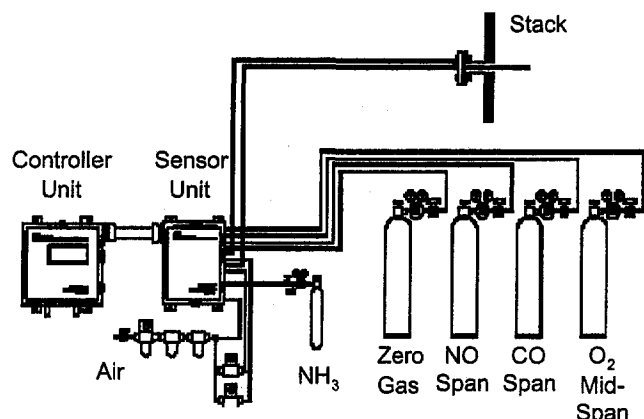 Stack
Controller
Unit
Sensor
Unit
Air
NH₃
Zero
Gas
NO
Span
CO
Span
O₂
Mid-
Span